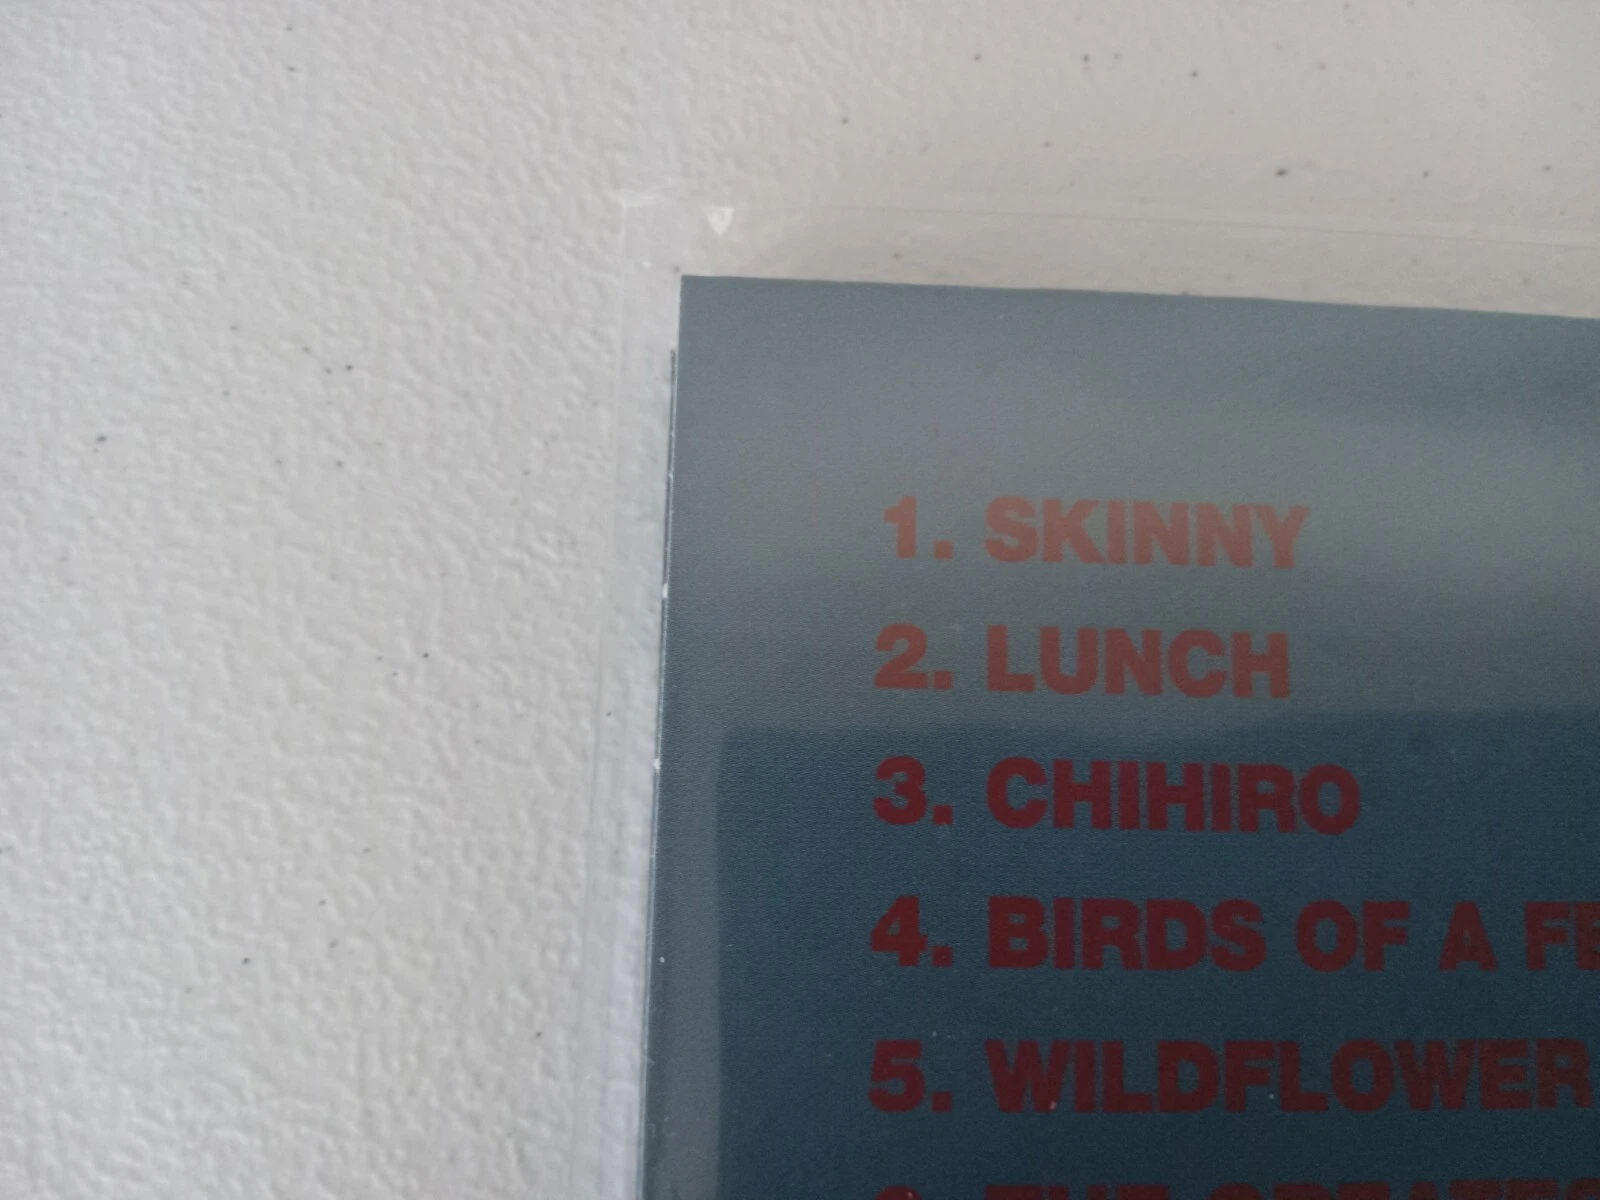 1. SKINNY
2. LUNCH
3. CHIHIRO
4. BIRDS OF A
5. WILDFLOWER